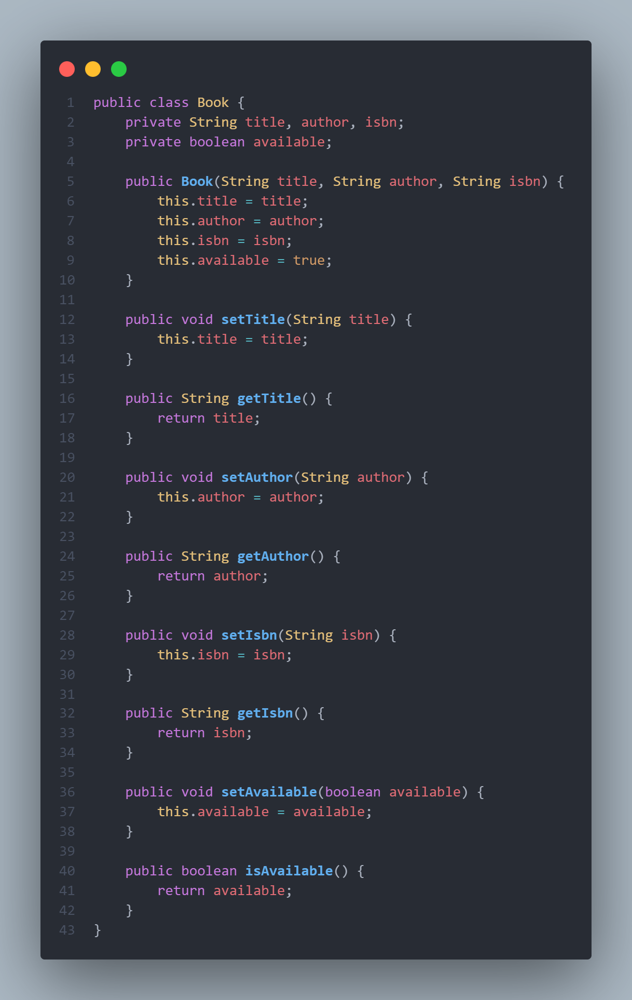 1 public class Book {
2     private String title, author, isbn;
3     private boolean available;
4
5     public Book(String title, String author, String isbn) {
6         this.title = title;
7         this.author = author;
8         this.isbn = isbn;
9         this.available = true;
10     }
11
12     public void setTitle(String title) {
13         this.title = title;
14     }
15
16     public String getTitle() {
17         return title;
18     }
19
20     public void setAuthor(String author) {
21         this.author = author;
22     }
23
24     public String getAuthor() {
25         return author;
26     }
27
28     public void setIsbn(String isbn) {
29         this.isbn = isbn;
30     }
31
32     public String getIsbn() {
33         return isbn;
34     }
35
36     public void setAvailable(boolean available) {
37         this.available = available;
38     }
39
40     public boolean isAvailable() {
41         return available;
42     }
43 }